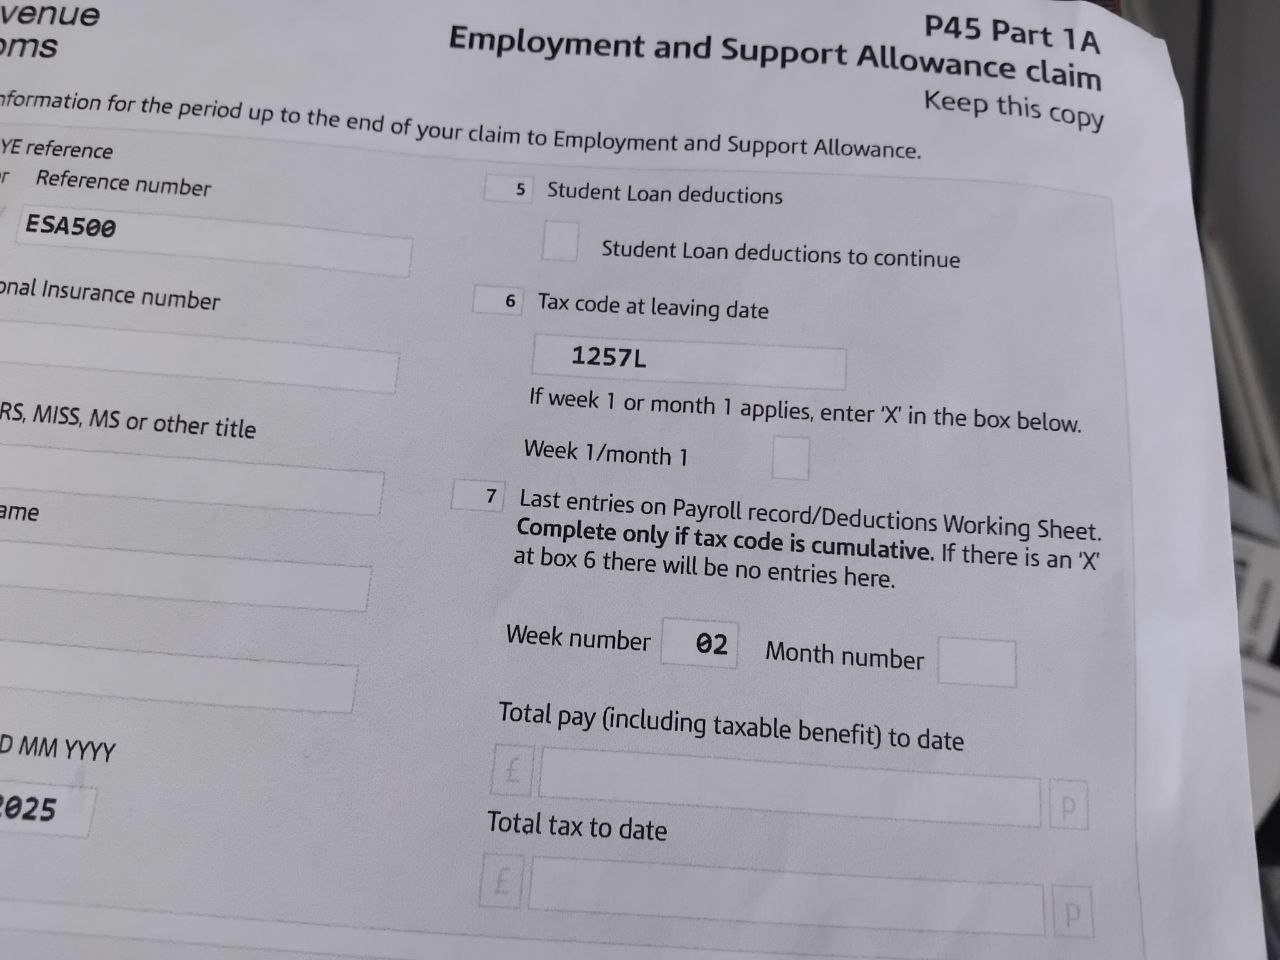 venue
oms
P45 Part 1A
Employment and Support Allowance claim
Keep this copy
nformation for the period up to the end of your claim to Employment and Support Allowance.
YE reference
r Reference number
ESA500
onal Insurance number
RS, MISS, MS or other title
ame
D MM YYYY
2025
5 Student Loan deductions
Student Loan deductions to continue
6 Tax code at leaving date
1257L
If week 1 or month 1 applies, enter 'X' in the box below.
Week 1/month 1
7 Last entries on Payroll record/Deductions Working Sheet.
Complete only if tax code is cumulative. If there is an 'X'
at box 6 there will be no entries here.
Week number 02 Month number
Total pay (including taxable benefit) to date
£ p
Total tax to date
£ p